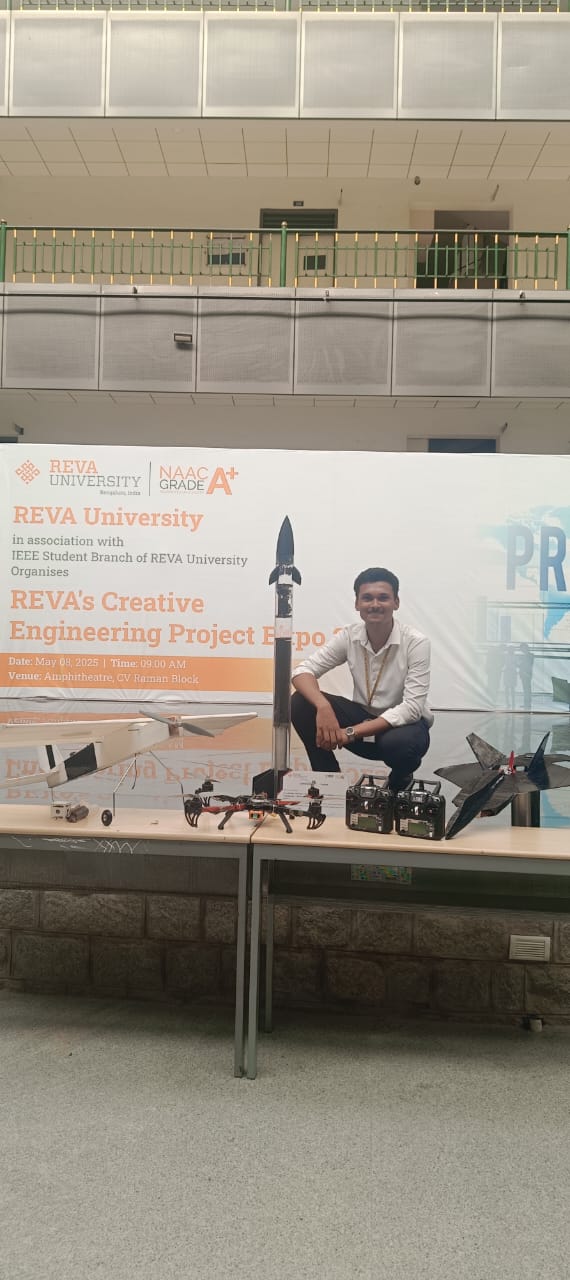 REVA
UNIVERSITY
Bengaluru, India
NAAC
GRADE A+
REVA University
in association with
IEEE Student Branch of REVA University
Organises
REVA's Creative
Engineering Project Expo
Date: May 08, 2025 | Time: 09:00 AM
Venue: Amphitheatre, CV Raman Block
PR